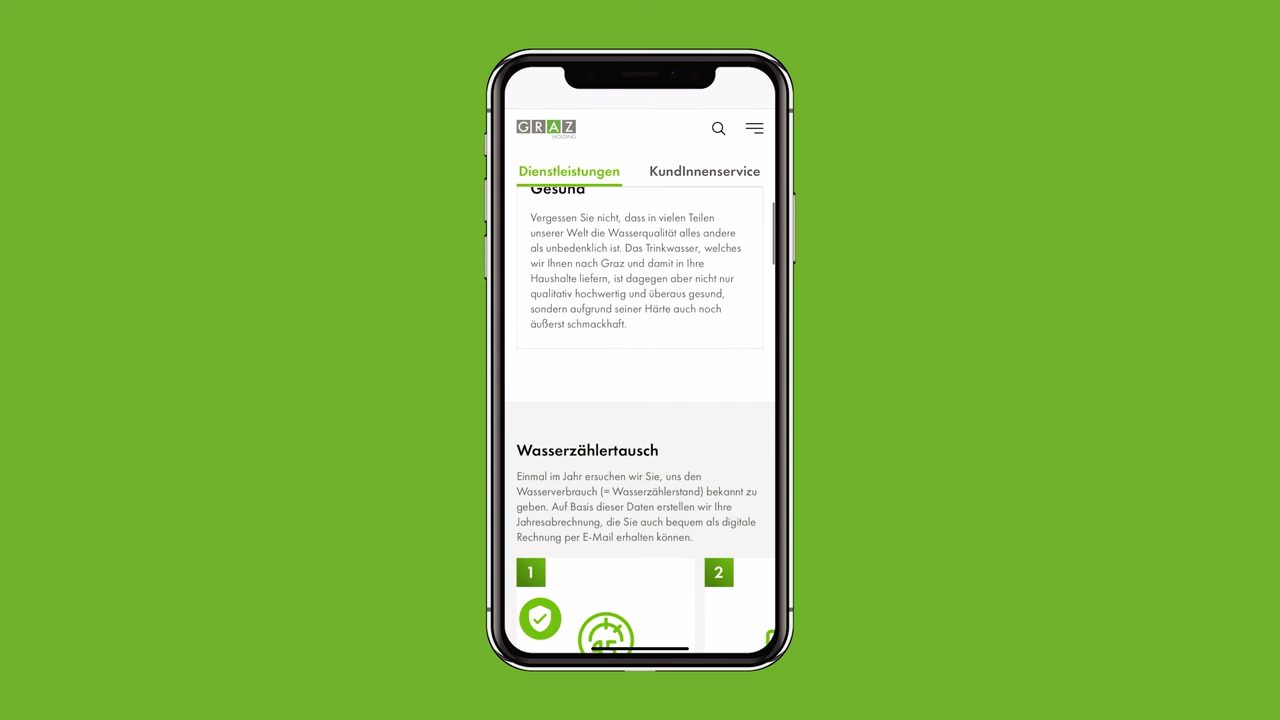 GRAZ
HOLDING
Dienstleistungen KundInnenservice
Gesund
Vergessen Sie nicht, dass in vielen Teilen
unserer Welt die Wasserqualität alles andere
als unbedenklich ist. Das Trinkwasser, welches
wir Ihnen nach Graz und damit in Ihre
Haushalte liefern, ist dagegen aber nicht nur
qualitativ hochwertig und überaus gesund,
sondern aufgrund seiner Härte auch noch
äußerst schmackhaft.
Wasserzählertausch
Einmal im Jahr ersuchen wir Sie, uns den
Wasserverbrauch (= Wasserzählerstand) bekannt zu
geben. Auf Basis dieser Daten erstellen wir Ihre
Jahresabrechnung, die Sie auch bequem als digitale
Rechnung per E-Mail erhalten können.
1 2
15